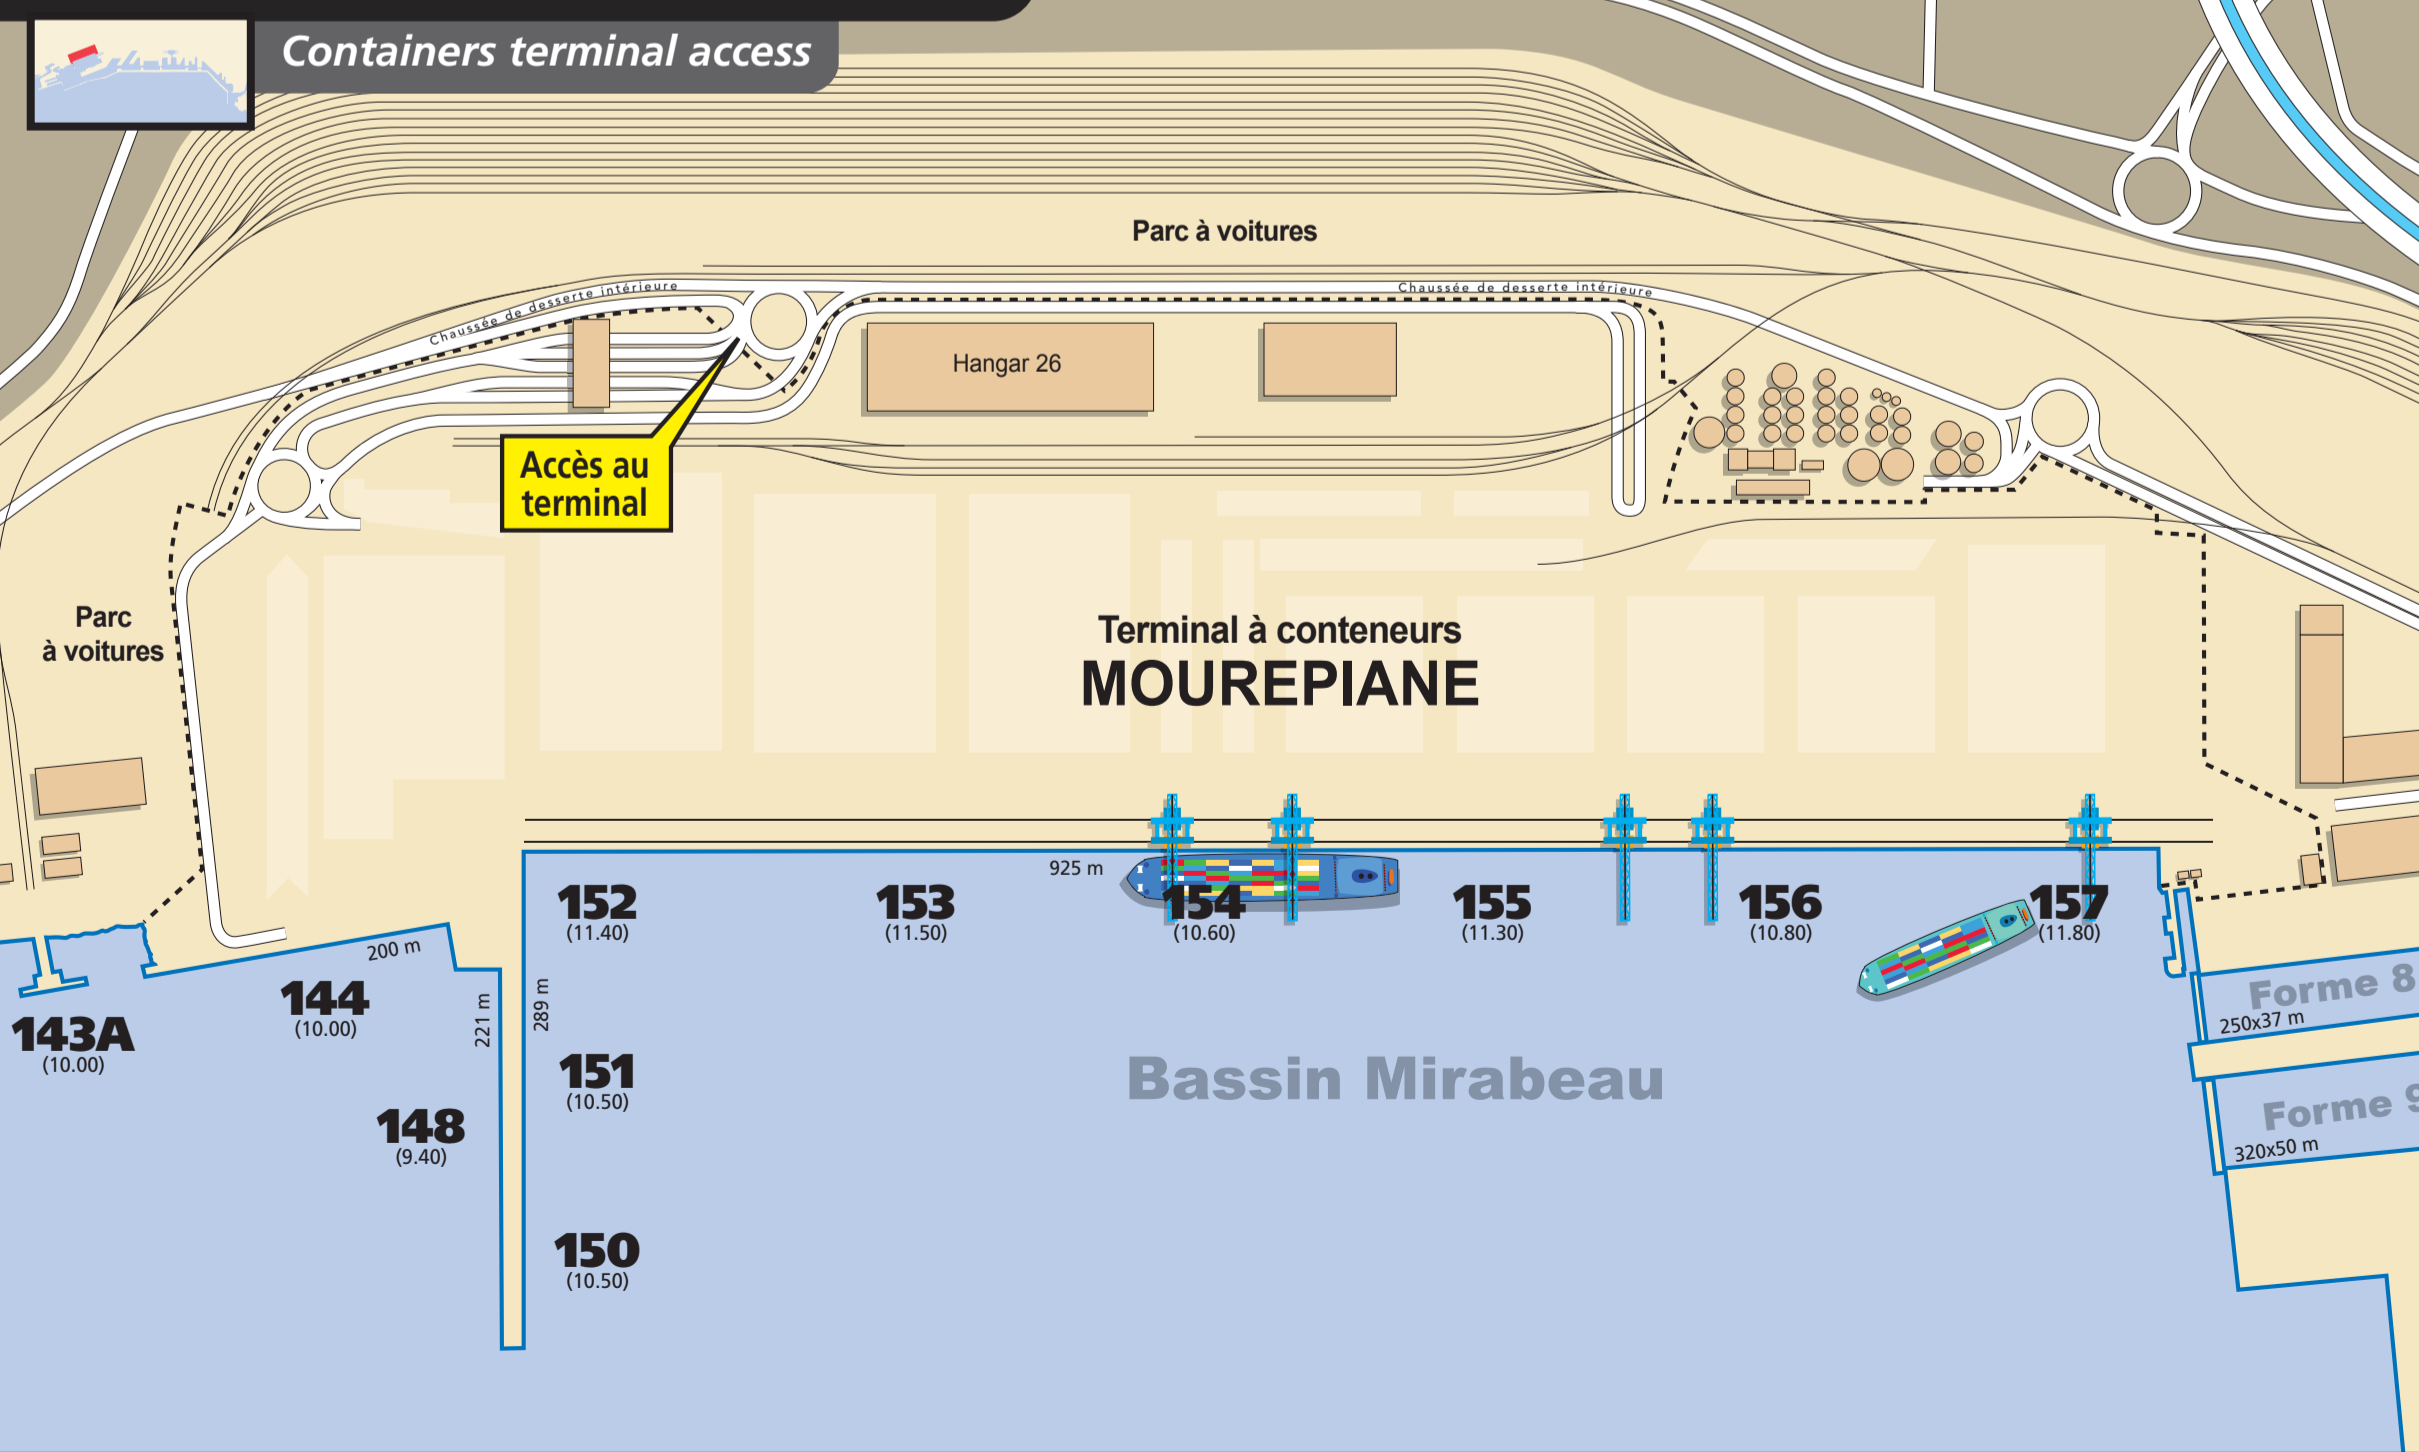 Containers terminal access
Parc à voitures
Chaussée de desserte intérieure
Chaussée de desserte intérieure
Hangar 26
Accès au
terminal
Parc
à voitures
Terminal à conteneurs
MOUREPIANE
925 m
152
(11.40)
153
(11.50)
154
(10.60)
155
(11.30)
156
(10.80)
157
(11.80)
200 m
144
(10.00)
143A
(10.00)
221 m
289 m
148
(9.40)
151
(10.50)
150
(10.50)
Bassin Mirabeau
Forme 8
250x37 m
Forme 9
320x50 m